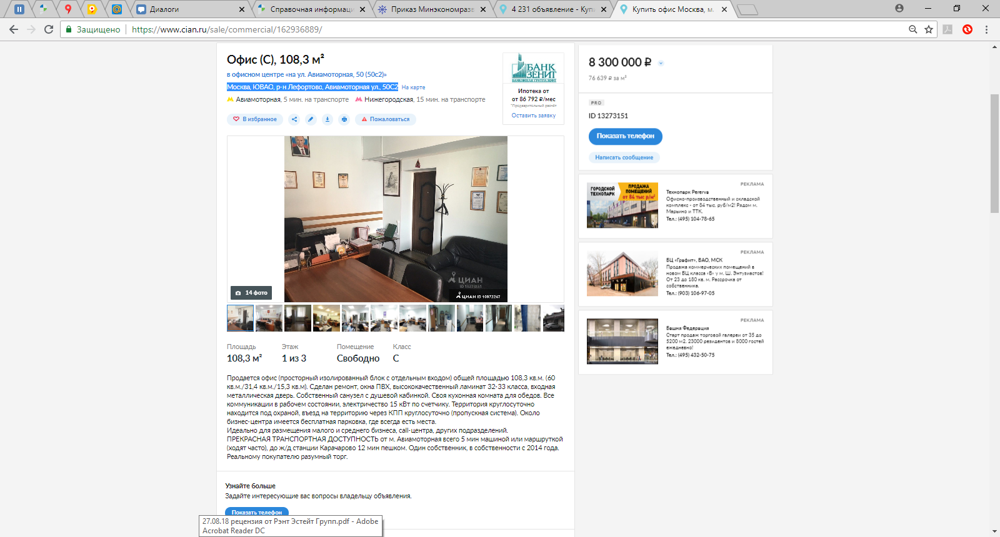 Диалоги
Справочная информаци
Приказ Минэкономразв
4 231 объявление - Купи
Купить офис Москва, м.
Защищено
https://www.cian.ru/sale/commercial/162936889/
Офис (C), 108,3 м²
в офисном центре «на ул. Авиамоторная, 50 (50с2)»
Москва, ЮВАО, р-н Лефортово, Авиамоторная ул., 50С2 На карте
Авиамоторная, 5 мин. на транспорте Нижегородская, 15 мин. на транспорте
В избранное
Пожаловаться
БАНК
ЗЕНИТ
БАНКОВСКАЯ ГРУППА ЗЕНИТ
Ипотека от
от 86 792 ₽/мес
*Предварительный расчёт
Оставить заявку
ЦИАН
ID 13273151
ЦИАН ID 10872247
14 фото
Площадь
108,3 м²
Этаж
1 из 3
Помещение
Свободно
Класс
C
Продается офис (просторный изолированный блок с отдельным входом) общей площадью 108,3 кв.м. (60
кв.м./31,4 кв.м./15,3 кв.м). Сделан ремонт, окна ПВХ, высококачественный ламинат 32-33 класса, входная
металлическая дверь. Собственный санузел с душевой кабинкой. Своя кухонная комната для обедов. Все
коммуникации в рабочем состоянии, электричество 15 кВт по счетчику. Территория круглосуточно
находится под охраной, въезд на территорию через КПП круглосуточно (пропускная система). Около
бизнес-центра имеется бесплатная парковка, где всегда есть места.
Идеально для размещения малого и среднего бизнеса, call-центра, других подразделений.
ПРЕКРАСНАЯ ТРАНСПОРТНАЯ ДОСТУПНОСТЬ от м. Авиамоторная всего 5 мин машиной или маршруткой
(ходят часто), до ж/д станции Карачарово 12 мин пешком. Один собственник, в собственности с 2014 года.
Реальному покупателю разумный торг.
Узнайте больше
Задайте интересующие вас вопросы владельцу объявления.
Показать телефон
27.08.18 рецензия от Рэнт Эстейт Групп.pdf - Adobe
Acrobat Reader DC
8 300 000 ₽
76 639 ₽ за м²
PRO
ID 13273151
Показать телефон
Написать сообщение
РЕКЛАМА
ГОРОДСКОЙ
ТЕХНОПАРК
ПРОДАЖА
ПОМЕЩЕНИЙ
от 84 тыс р/м²
Технопарк Pererva
Офисно-производственный и складской
комплекс - от 84 тыс. руб/м2! Рядом м.
Марьино и ТТК.
Тел.: (495) 104-78-65
РЕКЛАМА
БЦ «Графит», ВАО, МСК
Продажа коммерческих помещений в
новом БЦ класса «B» у м. Ш. Энтузиастов!
От 23 до 180 кв. м. Рассрочка от
собственника.
Тел.: (903) 106-97-05
РЕКЛАМА
Башня Федерация
Старт продаж торговой галереи от 35 до
5200 м2. 23000 резидентов и 8000 гостей
ежедневно!
Тел.: (495) 432-50-75